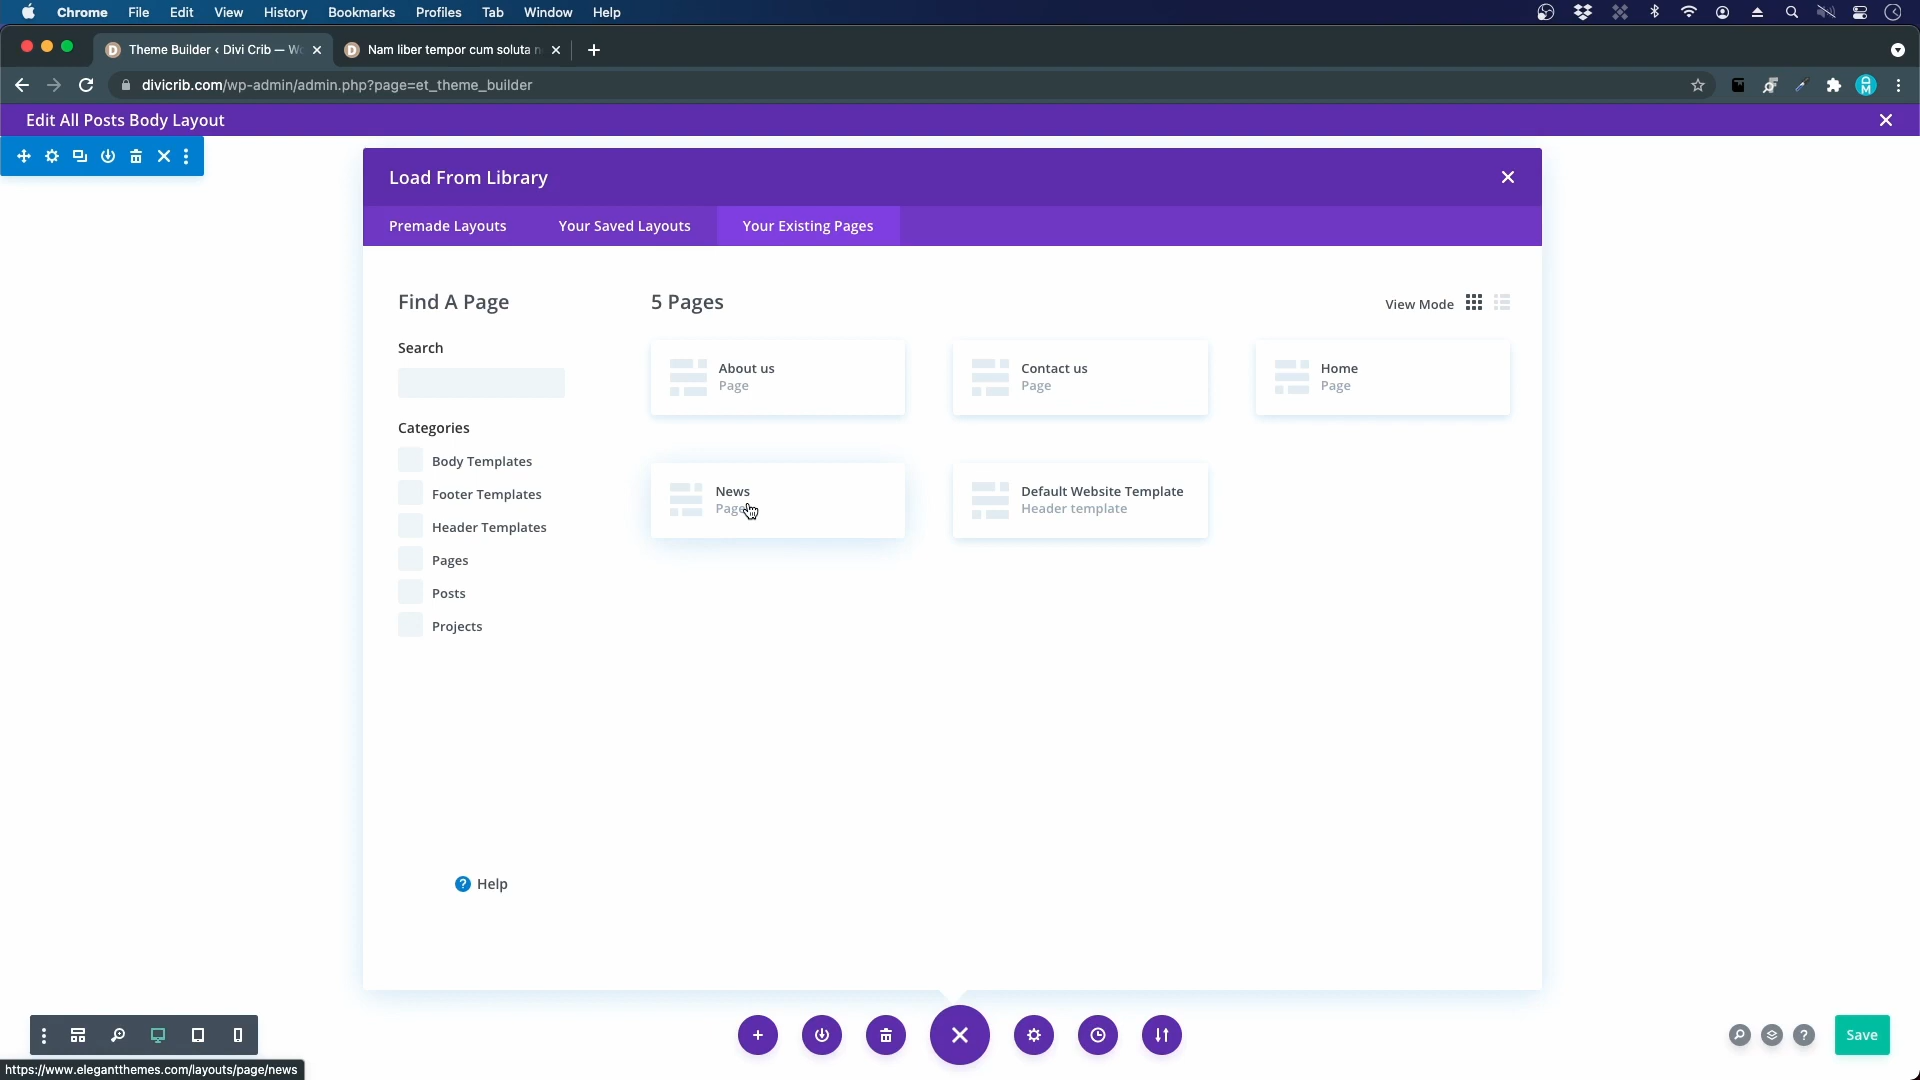 Chrome File Edit View History Bookmarks Profiles Tab Window Help
Theme Builder ‹ Divi Crib — Wo
Nam liber tempor cum soluta n
divicrib.com/wp-admin/admin.php?page=et_theme_builder
Edit All Posts Body Layout
Load From Library
Premade Layouts Your Saved Layouts Your Existing Pages
Find A Page
5 Pages
View Mode
Search
About us
Page
Contact us
Page
Home
Page
Categories
Body Templates
Footer Templates
Header Templates
Pages
Posts
Projects
News
Page
Default Website Template
Header template
? Help
?
Save
https://www.elegantthemes.com/layouts/page/news